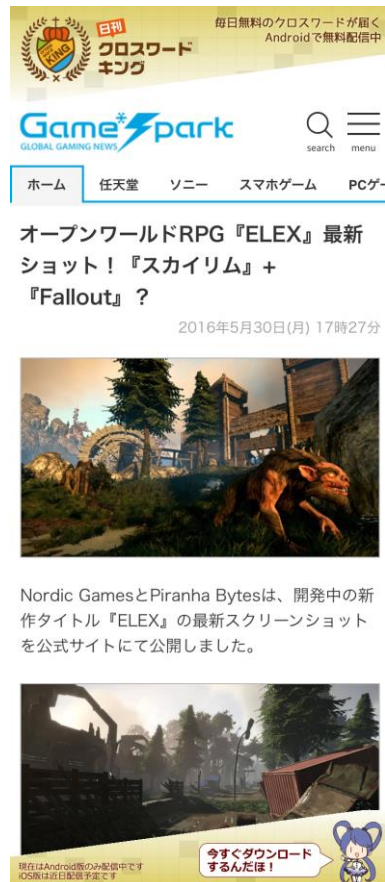 日刊
クロスワード
キング
毎日無料のクロスワードが届く
Androidで無料配信中
Game*Spark
GLOBAL GAMING NEWS
search
menu
ホーム 任天堂 ソニー スマホゲーム PCゲー
オープンワールドRPG『ELEX』最新
ショット！『スカイリム』+
『Fallout』？
2016年5月30日(月) 17時27分
Nordic GamesとPiranha Bytesは、開発中の新
作タイトル『ELEX』の最新スクリーンショット
を公式サイトにて公開しました。
現在はAndroid版のみ配信中です
iOS版は近日配信予定です
今すぐダウンロード
するんだほ！